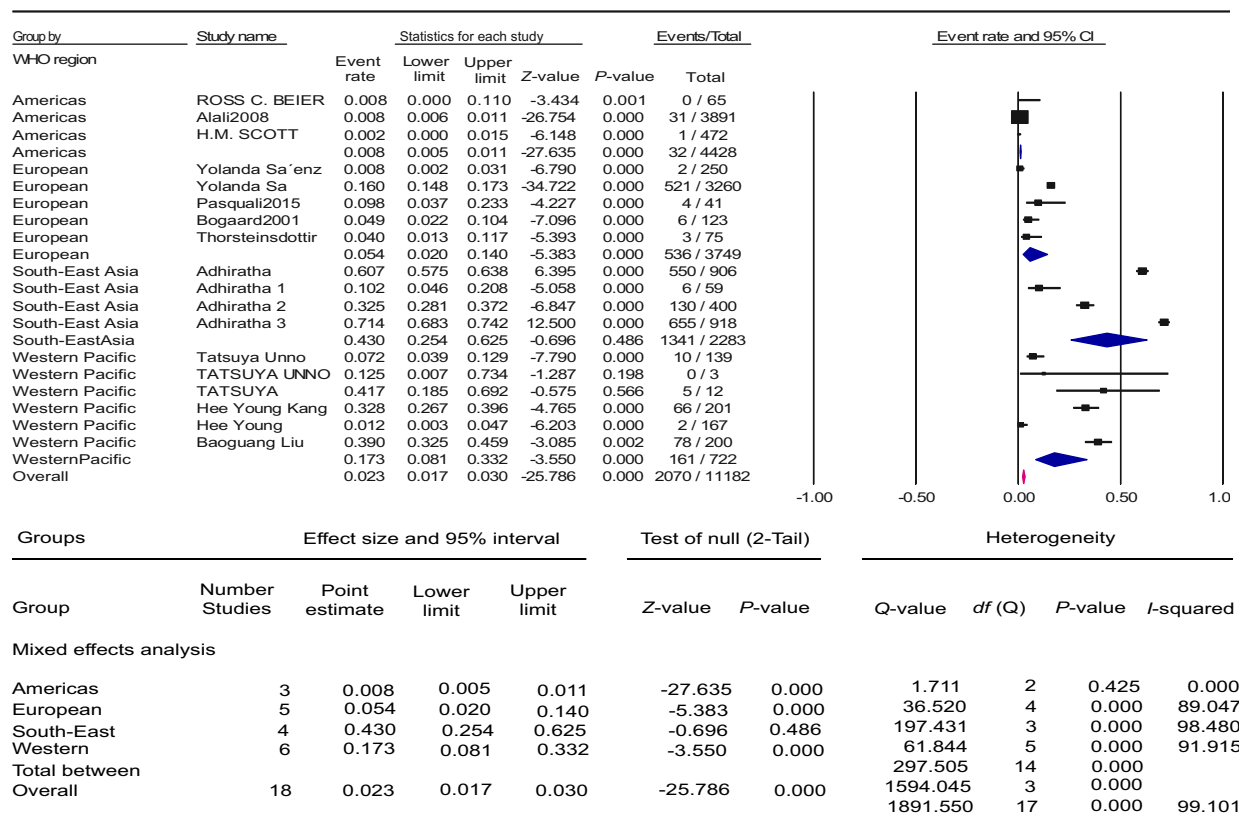 Group by Study name Statistics for each study Events/Total Event rate and 95% CI
WHO region
Event rate Lower limit Upper limit Z-value P-value Total
Americas ROSS C. BEIER 0.008 0.000 0.110 -3.434 0.001 0 / 65
Americas Alali2008 0.008 0.006 0.011 -26.754 0.000 31 / 3891
Americas H.M. SCOTT 0.002 0.000 0.015 -6.148 0.000 1 / 472
Americas 0.008 0.005 0.011 -27.635 0.000 32 / 4428
European Yolanda Sa´enz 0.008 0.002 0.031 -6.790 0.000 2 / 250
European Yolanda Sa 0.160 0.148 0.173 -34.722 0.000 521 / 3260
European Pasquali2015 0.098 0.037 0.233 -4.227 0.000 4 / 41
European Bogaard2001 0.049 0.022 0.104 -7.096 0.000 6 / 123
European Thorsteinsdottir 0.040 0.013 0.117 -5.393 0.000 3 / 75
European 0.054 0.020 0.140 -5.383 0.000 536 / 3749
South-East Asia Adhiratha 0.607 0.575 0.638 6.395 0.000 550 / 906
South-East Asia Adhiratha 1 0.102 0.046 0.208 -5.058 0.000 6 / 59
South-East Asia Adhiratha 2 0.325 0.281 0.372 -6.847 0.000 130 / 400
South-East Asia Adhiratha 3 0.714 0.683 0.742 12.500 0.000 655 / 918
South-EastAsia 0.430 0.254 0.625 -0.696 0.486 1341 / 2283
Western Pacific Tatsuya Unno 0.072 0.039 0.129 -7.790 0.000 10 / 139
Western Pacific TATSUYA UNNO 0.125 0.007 0.734 -1.287 0.198 0 / 3
Western Pacific TATSUYA 0.417 0.185 0.692 -0.575 0.566 5 / 12
Western Pacific Hee Young Kang 0.328 0.267 0.396 -4.765 0.000 66 / 201
Western Pacific Hee Young 0.012 0.003 0.047 -6.203 0.000 2 / 167
Western Pacific Baoguang Liu 0.390 0.325 0.459 -3.085 0.002 78 / 200
WesternPacific 0.173 0.081 0.332 -3.550 0.000 161 / 722
Overall 0.023 0.017 0.030 -25.786 0.000 2070 / 11182
-1.00 -0.50 0.00 0.50 1.0
Groups Effect size and 95% interval Test of null (2-Tail) Heterogeneity
Group Number Studies Point estimate Lower limit Upper limit Z-value P-value Q-value df (Q) P-value I-squared
Mixed effects analysis
Americas 3 0.008 0.005 0.011 -27.635 0.000 1.711 2 0.425 0.000
European 5 0.054 0.020 0.140 -5.383 0.000 36.520 4 0.000 89.047
South-East 4 0.430 0.254 0.625 -0.696 0.486 197.431 3 0.000 98.480
Western 6 0.173 0.081 0.332 -3.550 0.000 61.844 5 0.000 91.915
Total between 297.505 14 0.000
Overall 18 0.023 0.017 0.030 -25.786 0.000 1594.045 3 0.000
1891.550 17 0.000 99.101